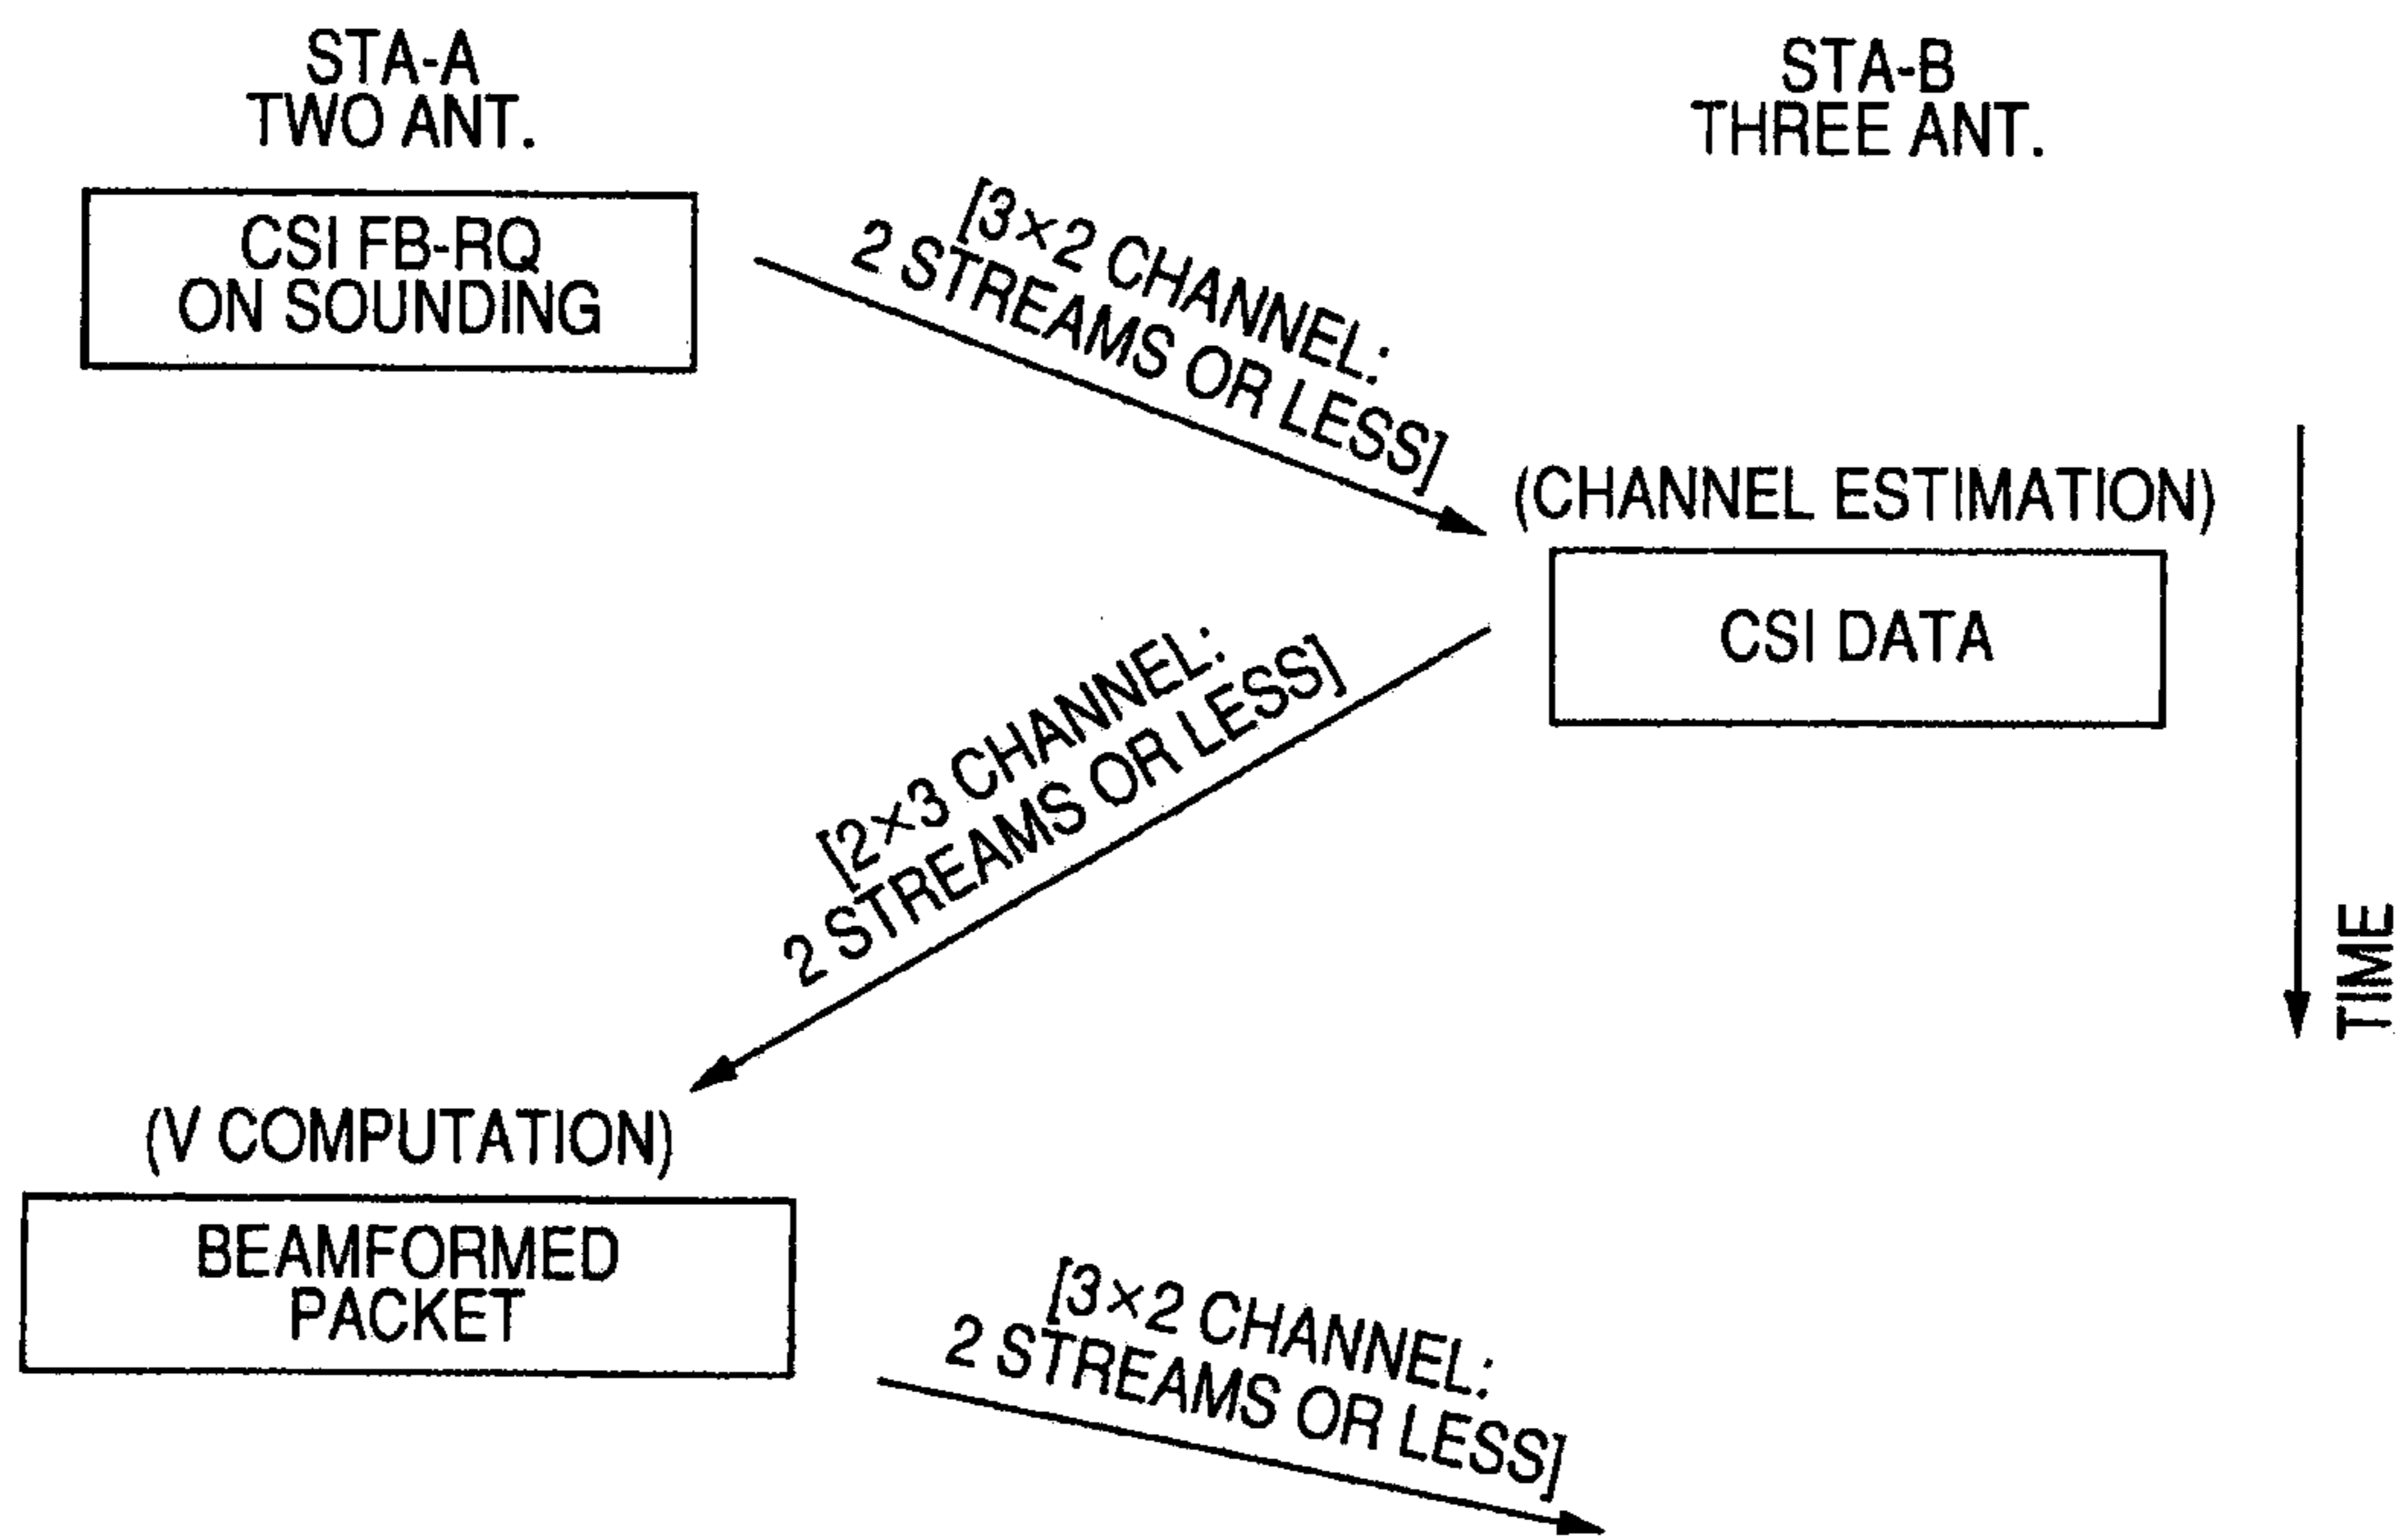 STA-A
TWO ANT.
STA-B
THREE ANT.
CSI FB-RQ
ON SOUNDING
[3×2 CHANNEL:
2 STREAMS OR LESS]
(CHANNEL ESTIMATION)
CSI DATA
[2×3 CHANNEL:
2 STREAMS OR LESS]
TIME
(V COMPUTATION)
BEAMFORMED
PACKET
[3×2 CHANNEL:
2 STREAMS OR LESS]